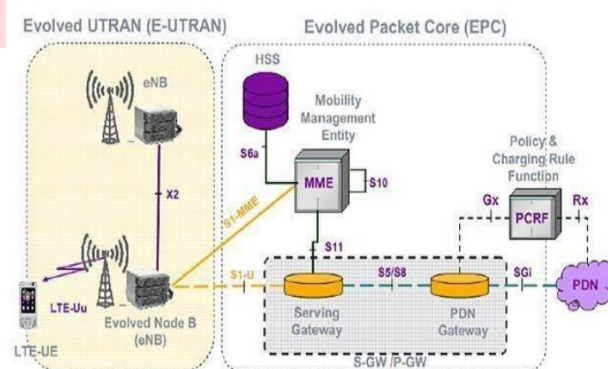 Evolved UTRAN (E-UTRAN)
Evolved Packet Core (EPC)
eNB
HSS
Mobility
Management
Entity
Policy &
Charging Rule
Function
S6a
MME
S10
Gx
PCRF
Rx
X2
S1-MME
S11
S1-U
S5/S8
SGi
PDN
LTE-Uu
Evolved Node B
(eNB)
Serving
Gateway
PDN
Gateway
LTE-UE
S-GW /P-GW